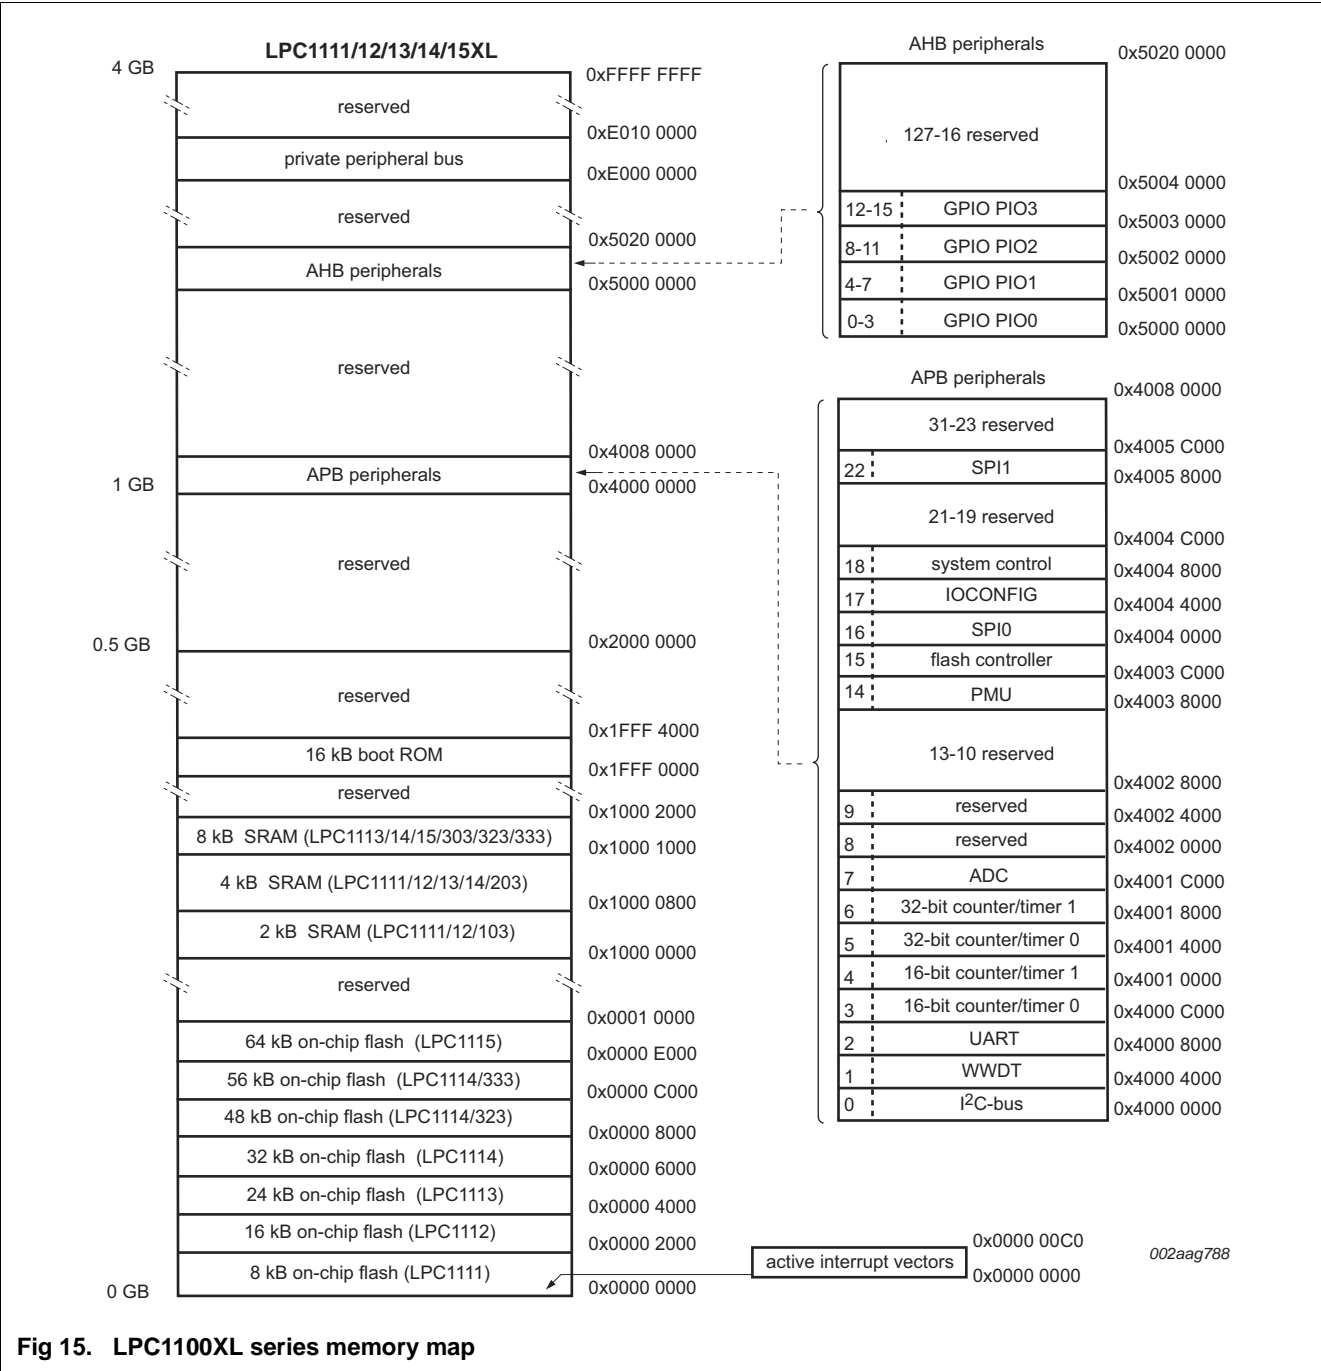 LPC1111/12/13/14/15XL
4 GB
0xFFFF FFFF
reserved
0xE010 0000
private peripheral bus
0xE000 0000
reserved
0x5020 0000
AHB peripherals
0x5000 0000
reserved
0x4008 0000
APB peripherals
1 GB
0x4000 0000
reserved
0.5 GB
0x2000 0000
reserved
0x1FFF 4000
16 kB boot ROM
0x1FFF 0000
reserved
0x1000 2000
8 kB SRAM (LPC1113/14/15/303/323/333)
0x1000 1000
4 kB SRAM (LPC1111/12/13/14/203)
0x1000 0800
2 kB SRAM (LPC1111/12/103)
0x1000 0000
reserved
0x0001 0000
64 kB on-chip flash (LPC1115)
0x0000 E000
56 kB on-chip flash (LPC1114/333)
0x0000 C000
48 kB on-chip flash (LPC1114/323)
0x0000 8000
32 kB on-chip flash (LPC1114)
0x0000 6000
24 kB on-chip flash (LPC1113)
0x0000 4000
16 kB on-chip flash (LPC1112)
0x0000 2000
8 kB on-chip flash (LPC1111)
0x0000 0000
0 GB
AHB peripherals
0x5020 0000
127-16 reserved
0x5004 0000
12-15 GPIO PIO3
0x5003 0000
8-11 GPIO PIO2
0x5002 0000
4-7 GPIO PIO1
0x5001 0000
0-3 GPIO PIO0
0x5000 0000
APB peripherals
0x4008 0000
31-23 reserved
0x4005 C000
22 SPI1
0x4005 8000
21-19 reserved
0x4004 C000
18 system control
0x4004 8000
17 IOCONFIG
0x4004 4000
16 SPI0
0x4004 0000
15 flash controller
0x4003 C000
14 PMU
0x4003 8000
13-10 reserved
0x4002 8000
9 reserved
0x4002 4000
8 reserved
0x4002 0000
7 ADC
0x4001 C000
6 32-bit counter/timer 1
0x4001 8000
5 32-bit counter/timer 0
0x4001 4000
4 16-bit counter/timer 1
0x4001 0000
3 16-bit counter/timer 0
0x4000 C000
2 UART
0x4000 8000
1 WWDT
0x4000 4000
0 I2C-bus
0x4000 0000
0x0000 00C0
active interrupt vectors
0x0000 0000
002aag788
Fig 15. LPC1100XL series memory map